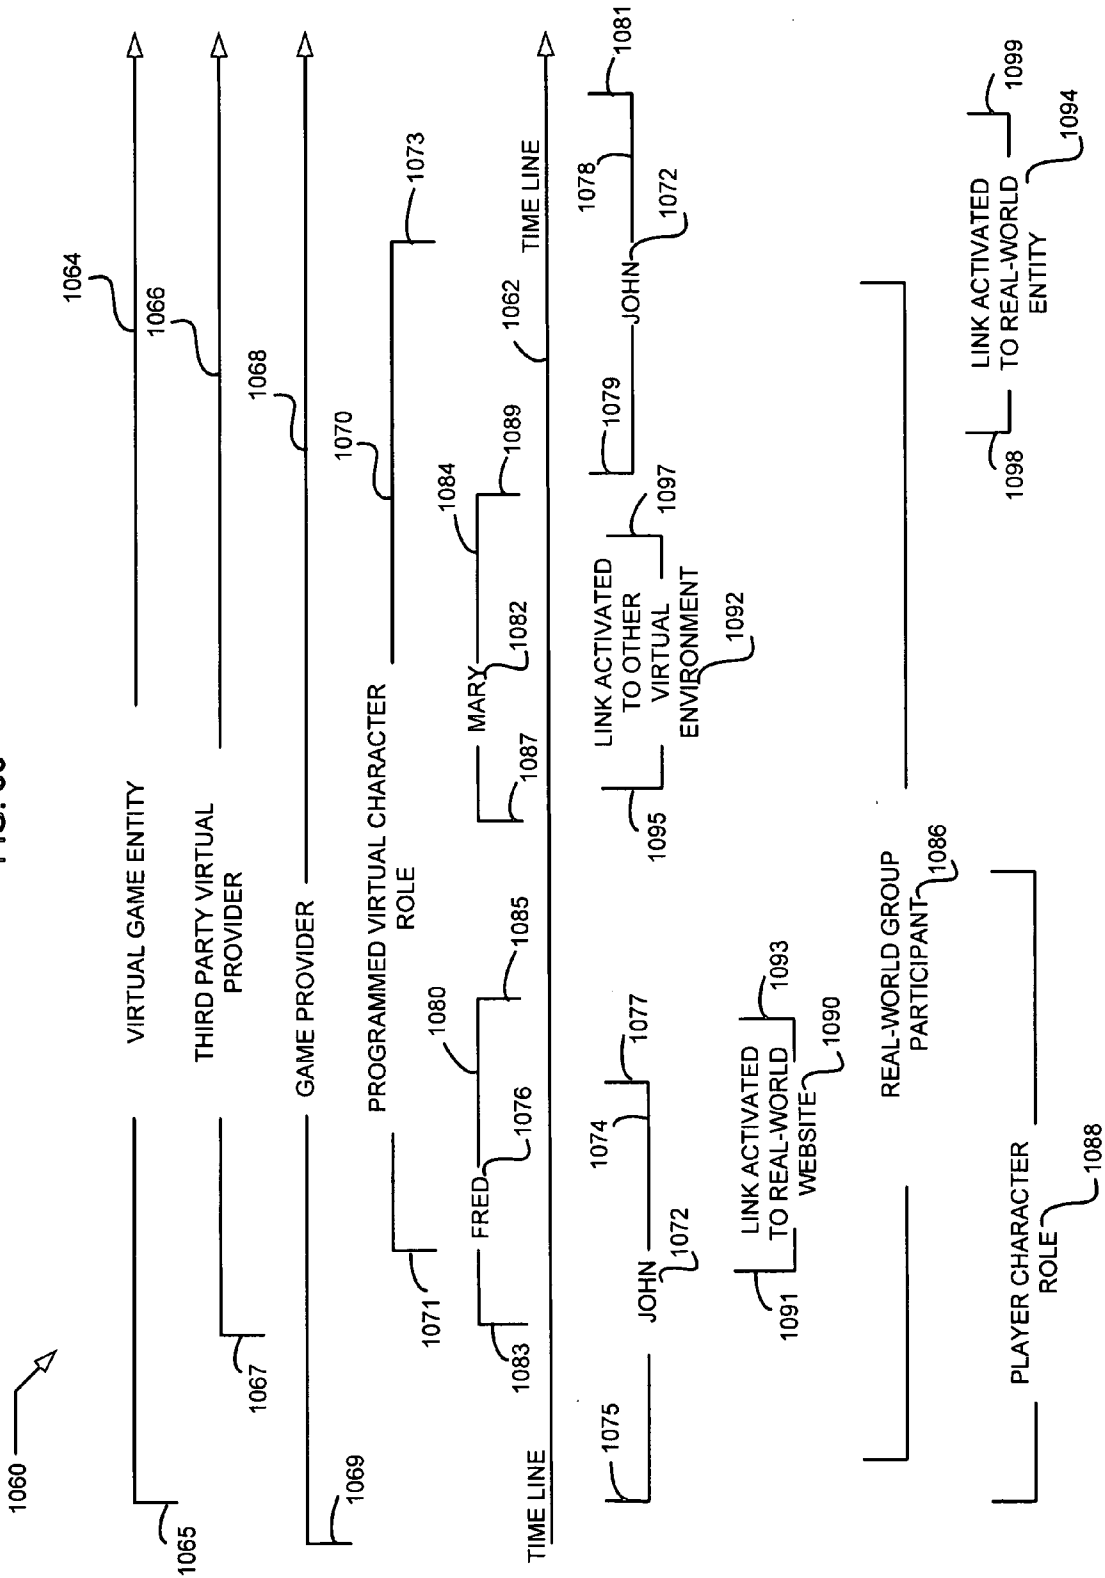 1060
1064
VIRTUAL GAME ENTITY
1065
1066
THIRD PARTY VIRTUAL
PROVIDER
1067
1068
GAME PROVIDER
1069
1070
PROGRAMMED VIRTUAL CHARACTER
ROLE
1071
1073
1080
1084
FRED
1076
MARY
1082
1083
1085
1087
1089
1062
TIME LINE
TIME LINE
1075
1074
1077
JOHN
1072
1095
LINK ACTIVATED
TO OTHER
VIRTUAL
ENVIRONMENT
1092
1097
1079
1078
1081
JOHN
1072
1091
LINK ACTIVATED
TO REAL-WORLD
WEBSITE
1090
1093
REAL-WORLD GROUP
PARTICIPANT
1086
1098
LINK ACTIVATED
TO REAL-WORLD
ENTITY
1094
1099
PLAYER CHARACTER
ROLE
1088